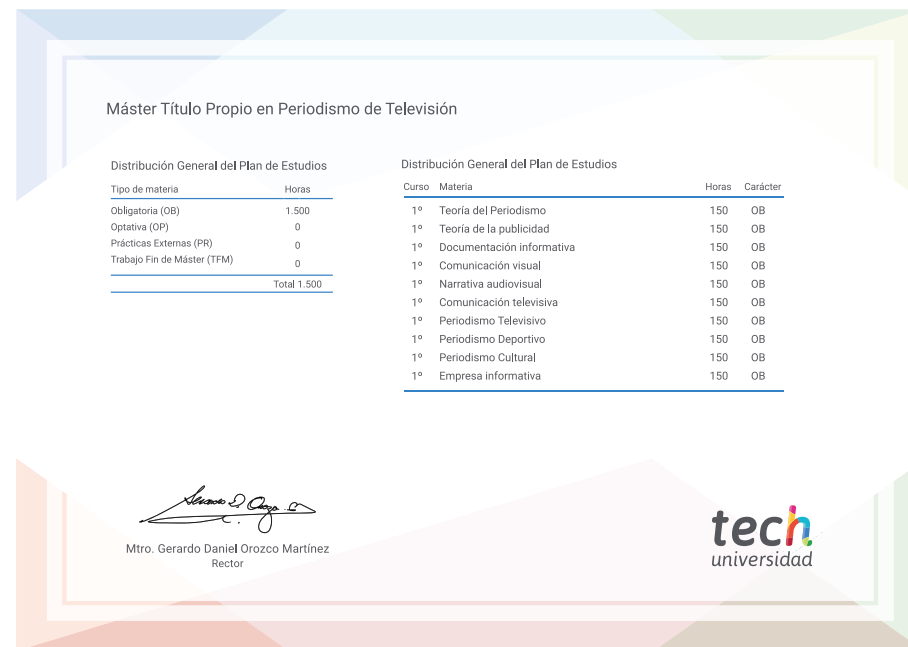 Máster Título Propio en Periodismo de Televisión
Distribución General del Plan de Estudios
Tipo de materia Horas
Obligatoria (OB) 1.500
Optativa (OP) 0
Prácticas Externas (PR) 0
Trabajo Fin de Máster (TFM) 0
Total 1.500
Distribución General del Plan de Estudios
Curso Materia Horas Carácter
1º Teoría del Periodismo 150 OB
1º Teoría de la publicidad 150 OB
1º Documentación informativa 150 OB
1º Comunicación visual 150 OB
1º Narrativa audiovisual 150 OB
1º Comunicación televisiva 150 OB
1º Periodismo Televisivo 150 OB
1º Periodismo Deportivo 150 OB
1º Periodismo Cultural 150 OB
1º Empresa informativa 150 OB
Mtro. Gerardo Daniel Orozco Martínez
Rector
tech
universidad